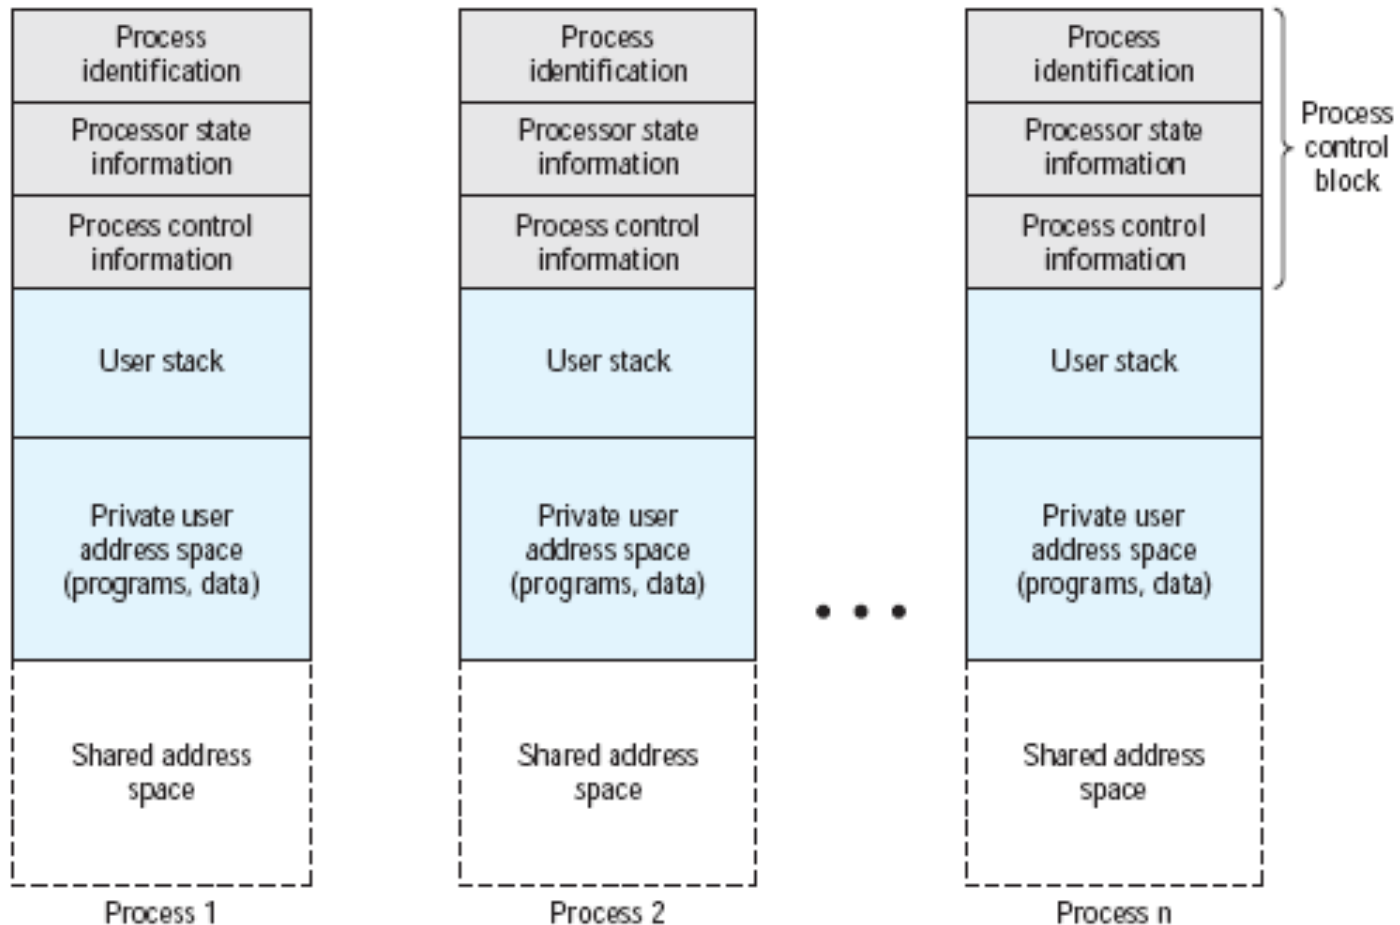 Process
identification
Processor state
information
Process control
information
User stack
Private user
address space
(programs, data)
Shared address
space
Process 1
Process
identification
Processor state
information
Process control
information
User stack
Private user
address space
(programs, data)
Shared address
space
Process 2
Process
identification
Processor state
information
Process control
information
User stack
Private user
address space
(programs, data)
Shared address
space
Process n
Process
control
block